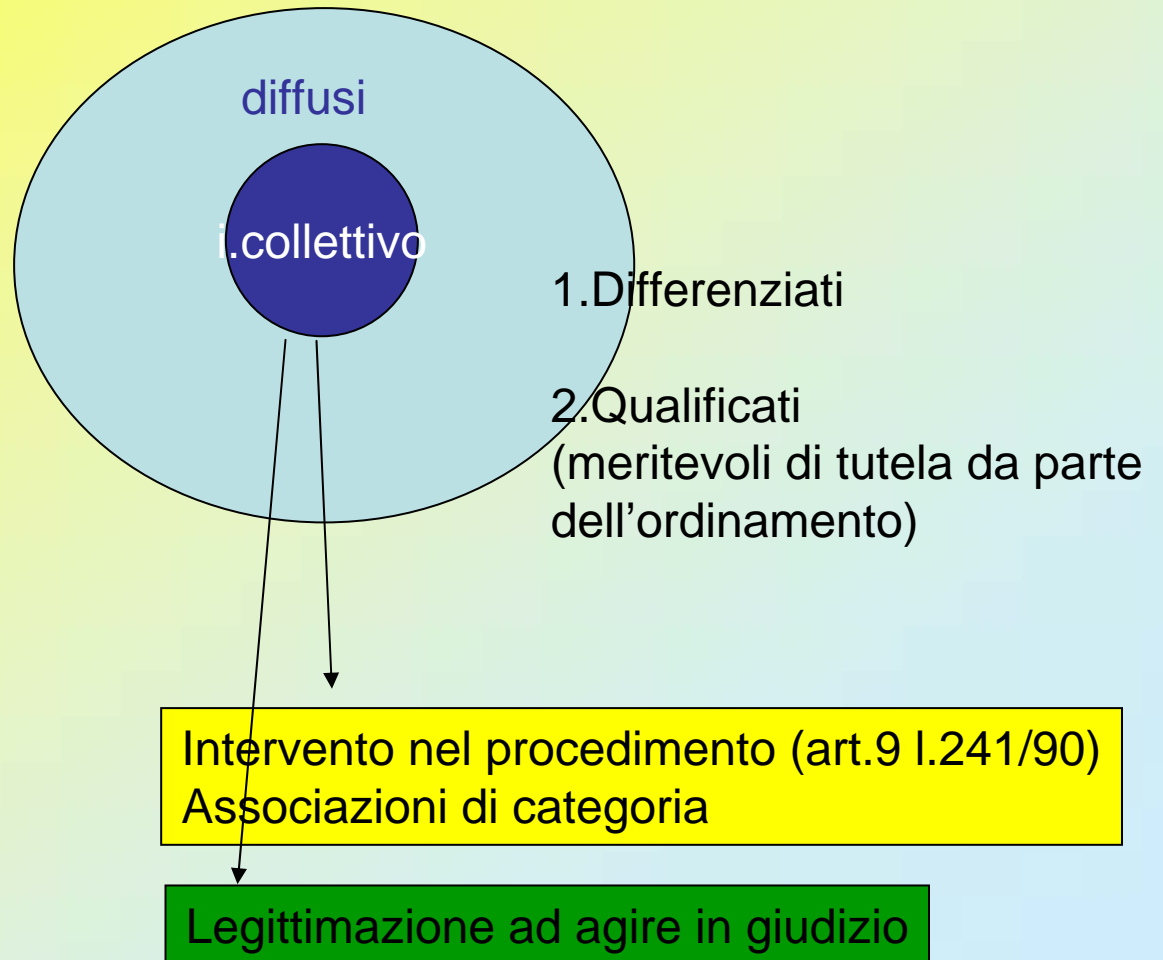 diffusi
i.collettivo
1.Differenziati
2.Qualificati
(meritevoli di tutela da parte
dell’ordinamento)
Intervento nel procedimento (art.9 l.241/90)
Associazioni di categoria
Legittimazione ad agire in giudizio